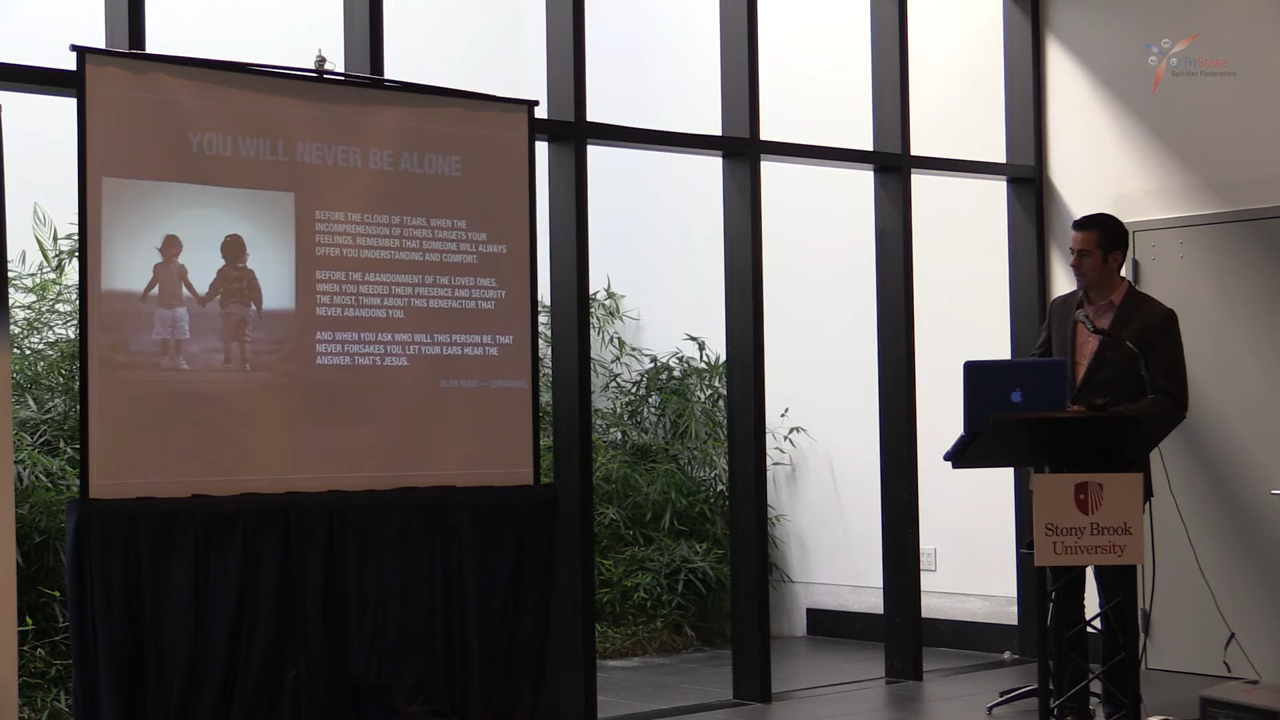 YOU WILL NEVER BE ALONE
BEFORE THE CLOUD OF TEARS, WHEN THE
INCOMPREHENSION OF OTHERS TARGETS YOUR
FEELINGS, REMEMBER THAT SOMEONE WILL ALWAYS
OFFER YOU UNDERSTANDING AND COMFORT.
BEFORE THE ABANDONMENT OF THE LOVED ONES,
WHEN YOU NEEDED THEIR PRESENCE AND SECURITY
THE MOST, THINK ABOUT THIS BENEFACTOR THAT
NEVER ABANDONS YOU.
AND WHEN YOU ASK WHO WILL THIS PERSON BE, THAT
NEVER FORSAKES YOU, LET YOUR EARS HEAR THE
ANSWER: THAT'S JESUS.
TriState
Spiritist Federation
Stony Brook
University